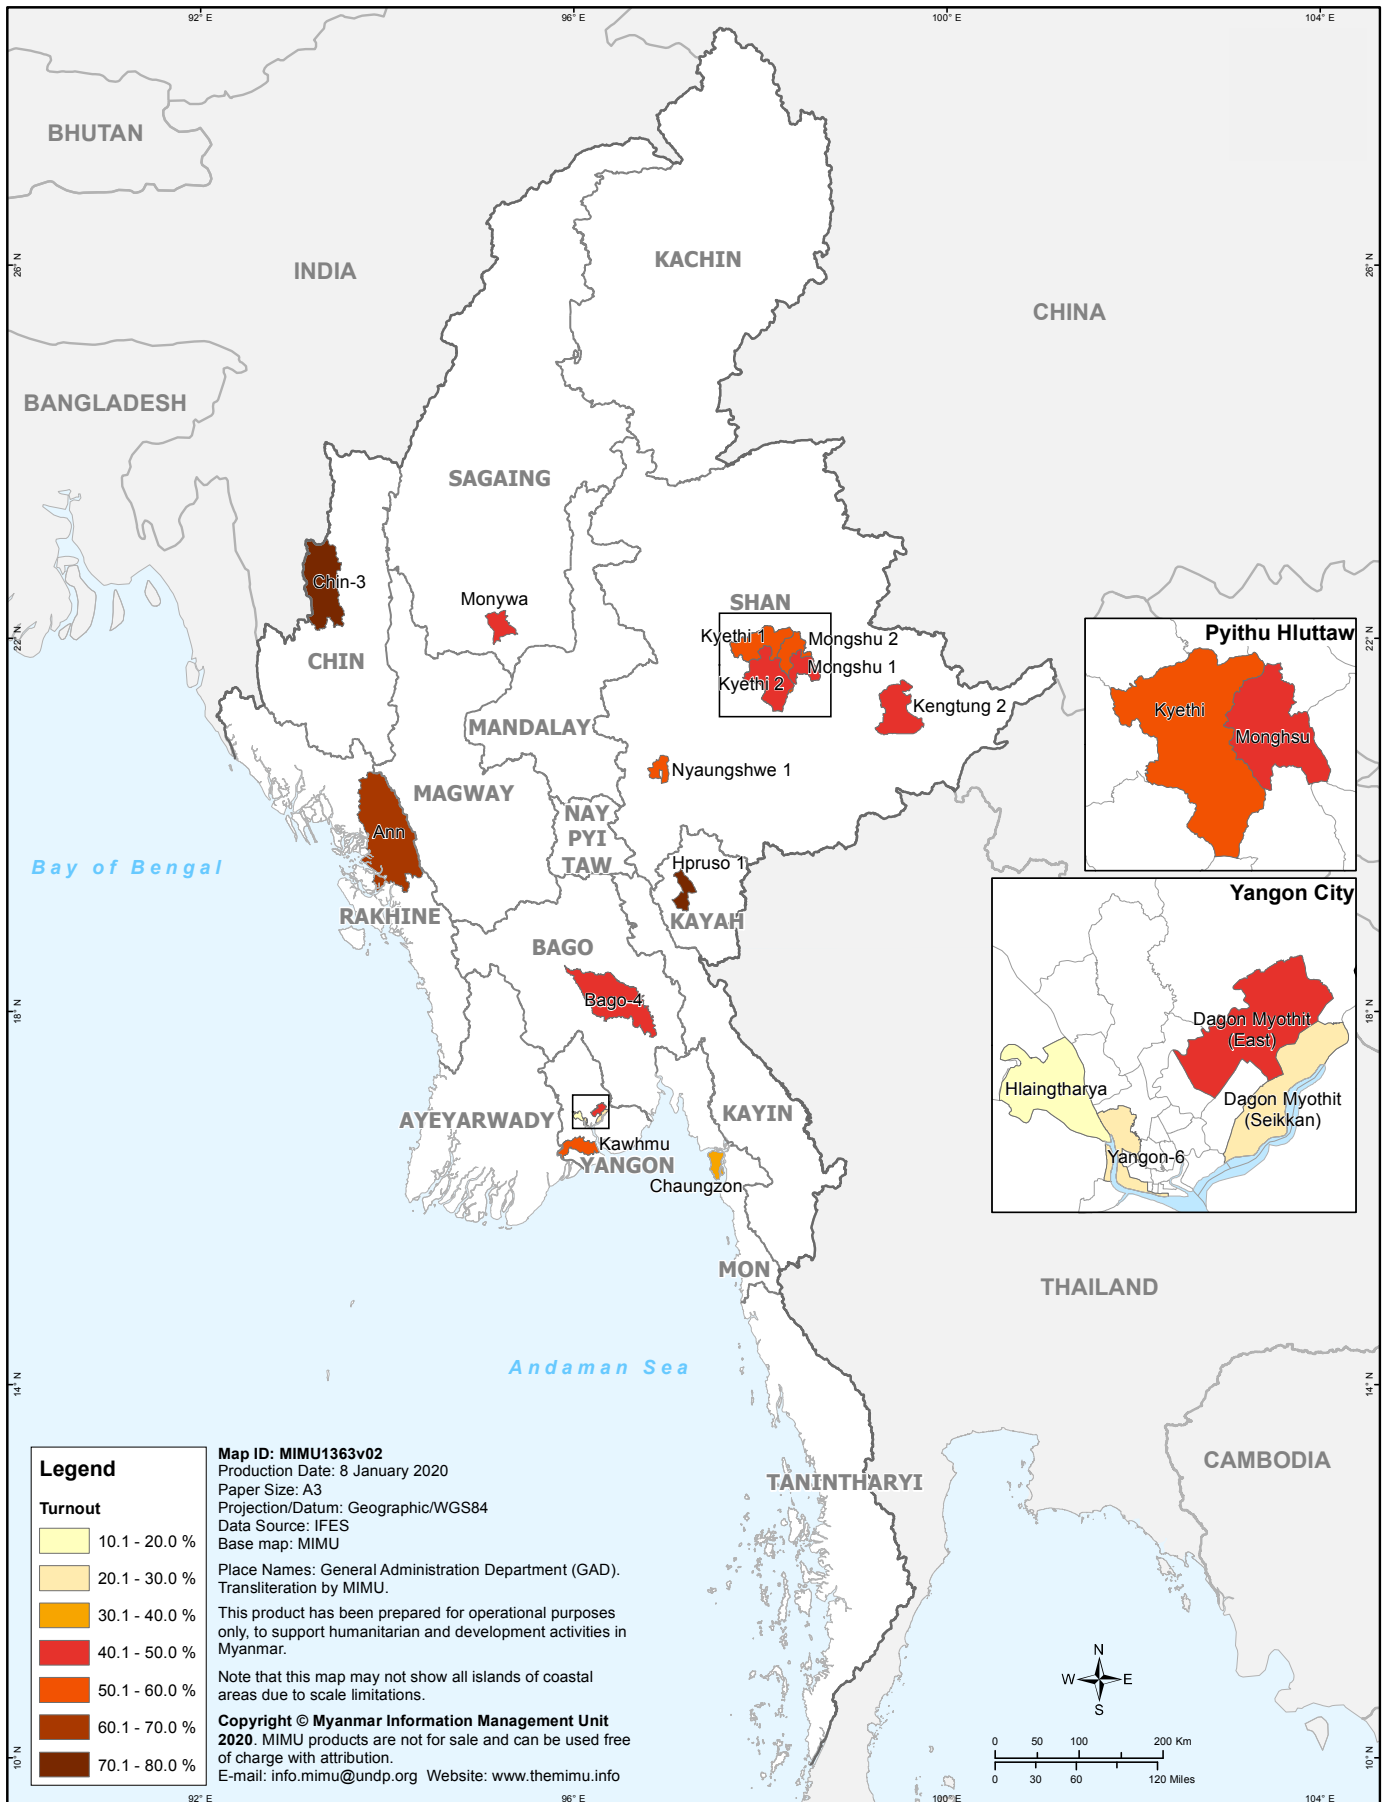 92° E
96° E
100° E
104° E
BHUTAN
KACHIN
26° N
26° N
INDIA
CHINA
BANGLADESH
SAGAING
Chin-3
Monywa
SHAN
22° N
22° N
Kyethi 1
Mongshu 2
CHIN
Mongshu 1
Kyethi 2
Kengtung 2
MANDALAY
Nyaungshwe 1
MAGWAY
NAY
PYI
TAW
Ann
Bay of Bengal
Hpruso 1
RAKHINE
KAYAH
BAGO
Bago-4
18° N
18° N
AYEYARWADY
KAYIN
Kawhmu
YANGON
Chaungzon
MON
THAILAND
Andaman Sea
14° N
14° N
CAMBODIA
TANINTHARYI
Pyithu Hluttaw
Kyethi
Monghsu
Yangon City
Dagon Myothit
(East)
Hlaingtharya
Dagon Myothit
(Seikkan)
Yangon-6
Legend
Turnout
10.1 - 20.0 %
20.1 - 30.0 %
30.1 - 40.0 %
40.1 - 50.0 %
50.1 - 60.0 %
60.1 - 70.0 %
70.1 - 80.0 %
Map ID: MIMU1363v02
Production Date: 8 January 2020
Paper Size: A3
Projection/Datum: Geographic/WGS84
Data Source: IFES
Base map: MIMU
Place Names: General Administration Department (GAD).
Transliteration by MIMU.
This product has been prepared for operational purposes
only, to support humanitarian and development activities in
Myanmar.
Note that this map may not show all islands of coastal
areas due to scale limitations.
Copyright © Myanmar Information Management Unit
2020. MIMU products are not for sale and can be used free
of charge with attribution.
E-mail: info.mimu@undp.org Website: www.themimu.info
N
W E
S
0 50 100 200 Km
0 30 60 120 Miles
10° N
10° N
92° E
96° E
100° E
104° E